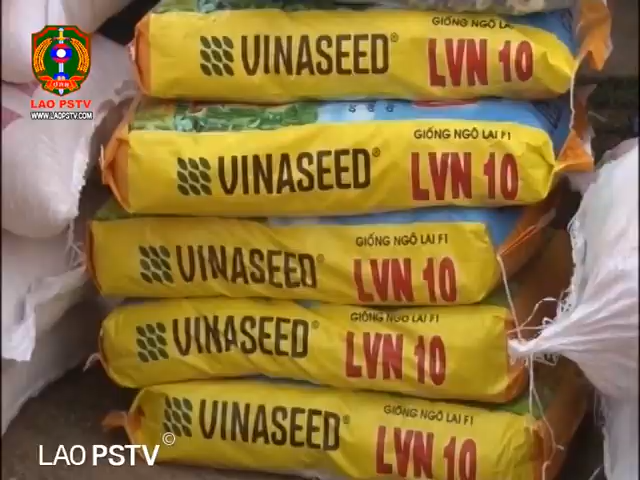 LAO PSTV
WWW.LAOPSTV.COM
GIỐNG NGÔ LAI
VINASEED®
LVN 10
GIỐNG NGÔ LAI F1
VINASEED®
LVN 10
GIỐNG NGÔ LAI F1
VINASEED®
LVN 10
GIỐNG NGÔ LAI F1
VINASEED®
LVN 10
GIỐNG NGÔ LAI F1
VINASEED®
LVN 10
LAO PSTV©